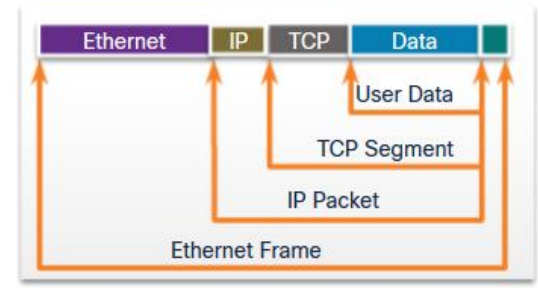 Ethernet IP TCP Data
User Data
TCP Segment
IP Packet
Ethernet Frame